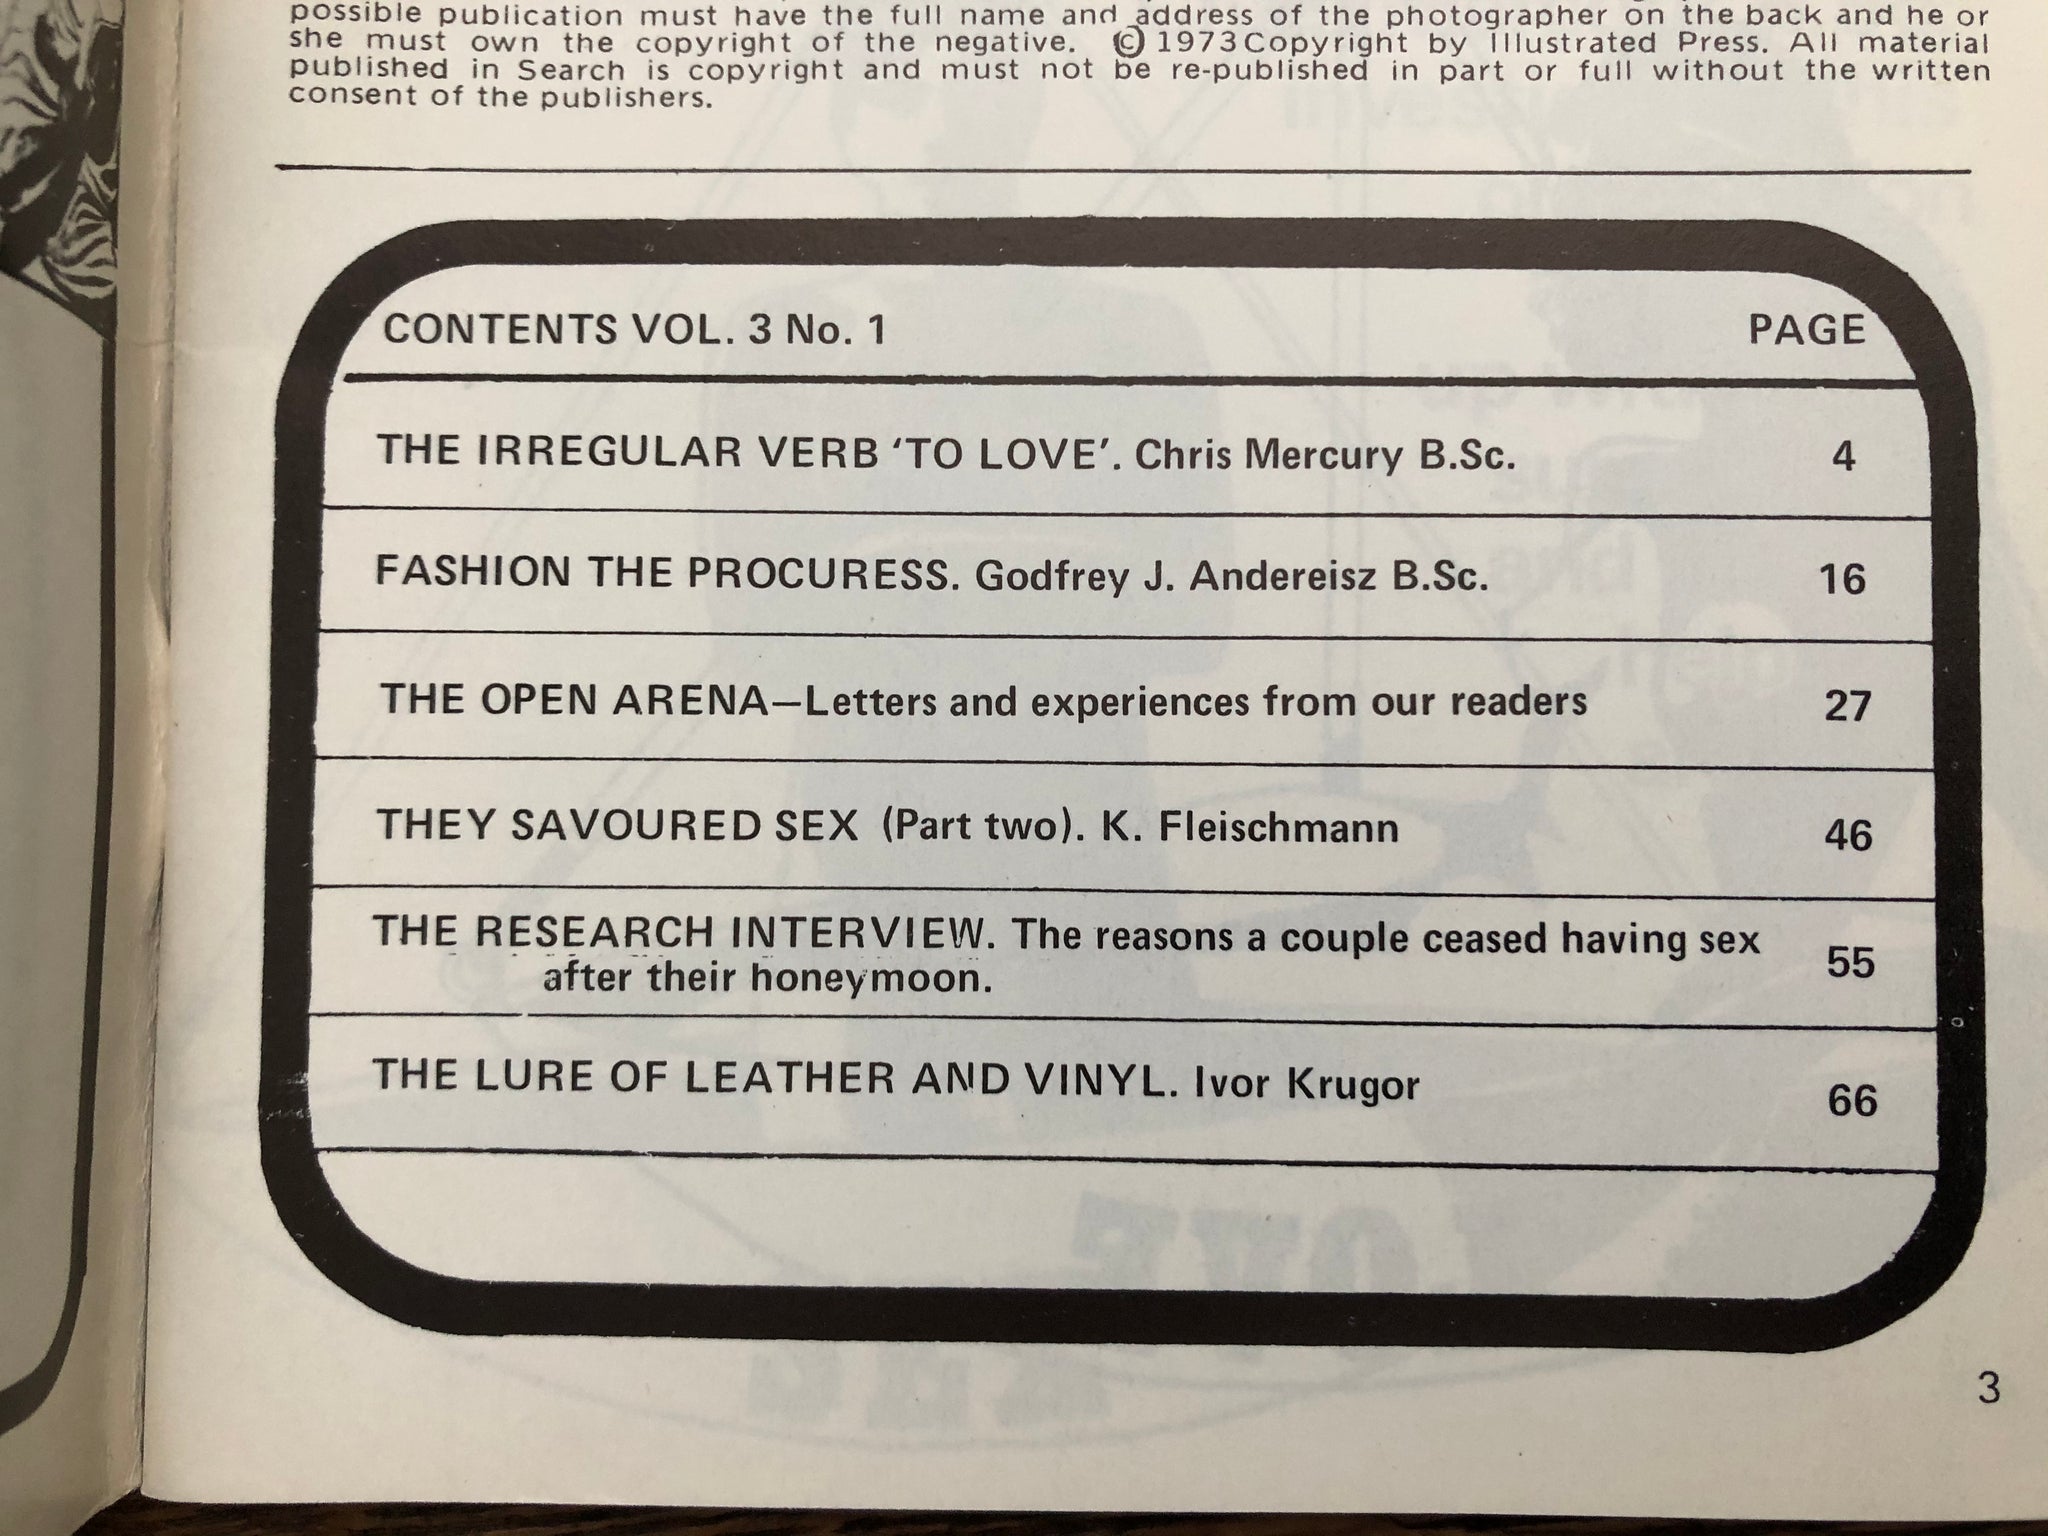 possible publication must have the full name and address of the photographer on the back and he or
she must own the copyright of the negative. © 1973 Copyright by Illustrated Press. All material
published in Search is copyright and must not be re-published in part or full without the written
consent of the publishers.
CONTENTS VOL. 3 No. 1 PAGE
THE IRREGULAR VERB ‘TO LOVE’. Chris Mercury B.Sc. 4
FASHION THE PROCURESS. Godfrey J. Andereisz B.Sc. 16
THE OPEN ARENA—Letters and experiences from our readers 27
THEY SAVOURED SEX (Part two). K. Fleischmann 46
THE RESEARCH INTERVIEW. The reasons a couple ceased having sex 55
after their honeymoon.
THE LURE OF LEATHER AND VINYL. Ivor Krugor 66
3